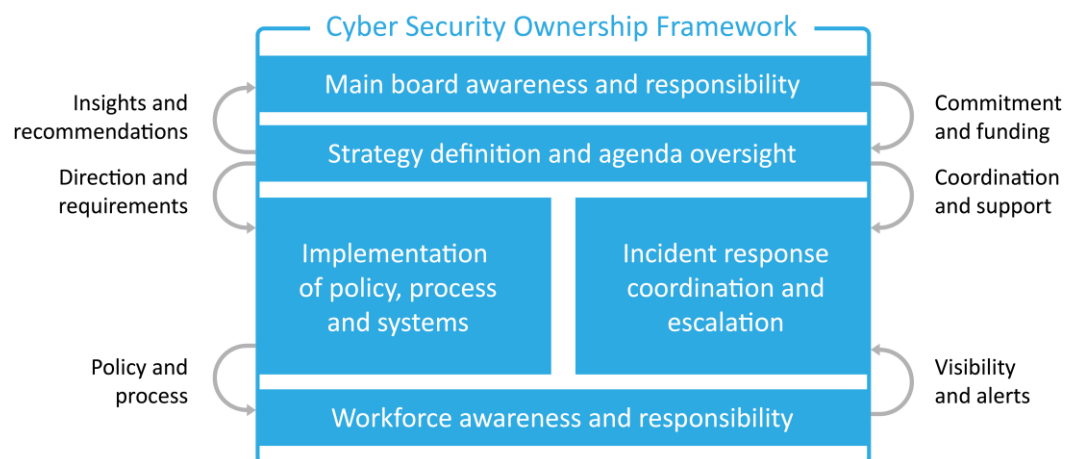 Cyber Security Ownership Framework
Main board awareness and responsibility
Insights and
recommendations
Commitment
and funding
Strategy definition and agenda oversight
Direction and
requirements
Coordination
and support
Implementation
of policy, process
and systems
Incident response
coordination and
escalation
Policy and
process
Visibility
and alerts
Workforce awareness and responsibility